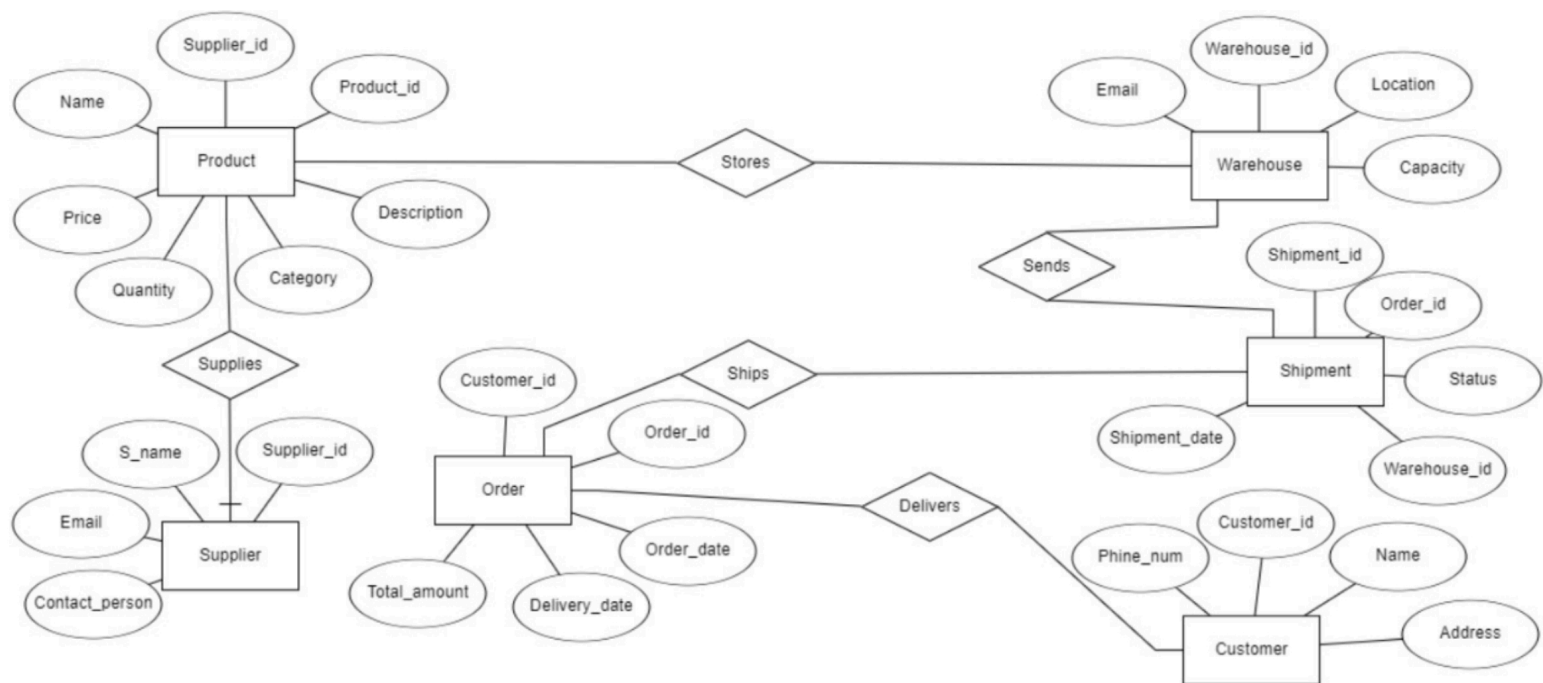 Supplier_id
Warehouse_id
Name
Product_id
Email
Location
Product
Stores
Warehouse
Capacity
Price
Description
Quantity
Category
Sends
Shipment_id
Order_id
Supplies
Customer_id
Ships
Shipment
Status
S_name
Supplier_id
Order_id
Shipment_date
Warehouse_id
Order
Delivers
Email
Supplier
Order_date
Customer_id
Phine_num
Name
Contact_person
Total_amount
Delivery_date
Customer
Address